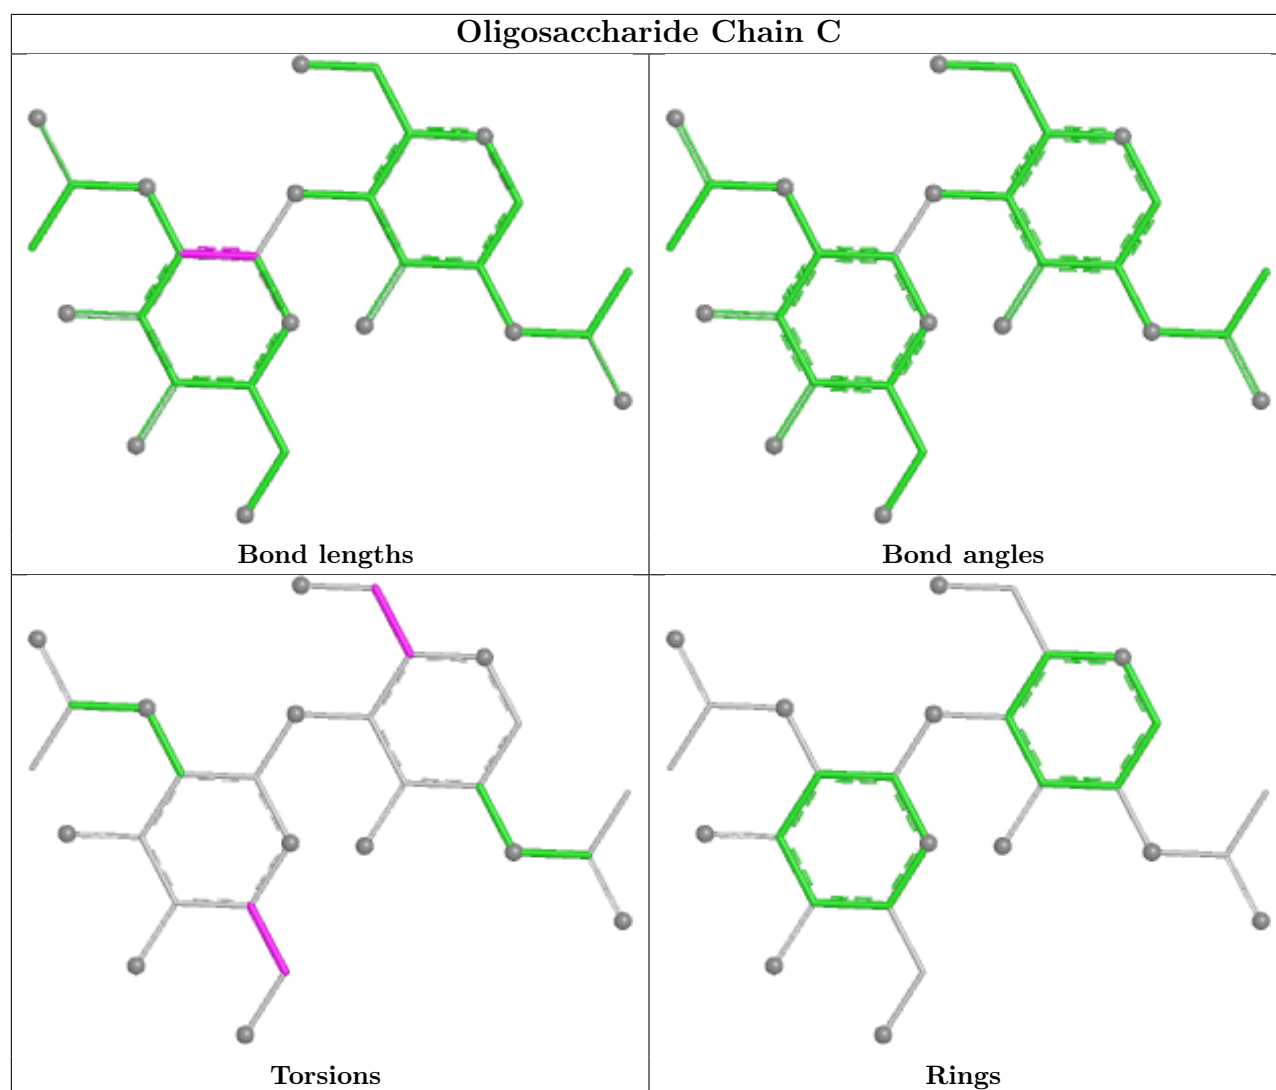 Oligosaccharide Chain C
Bond lengths
Bond angles
Torsions
Rings